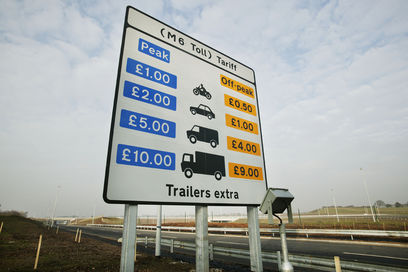 (M6 Toll) Tariff
Peak
Off-peak
£1.00
£0.50
£2.00
£1.00
£5.00
£4.00
£10.00
£9.00
Trailers extra